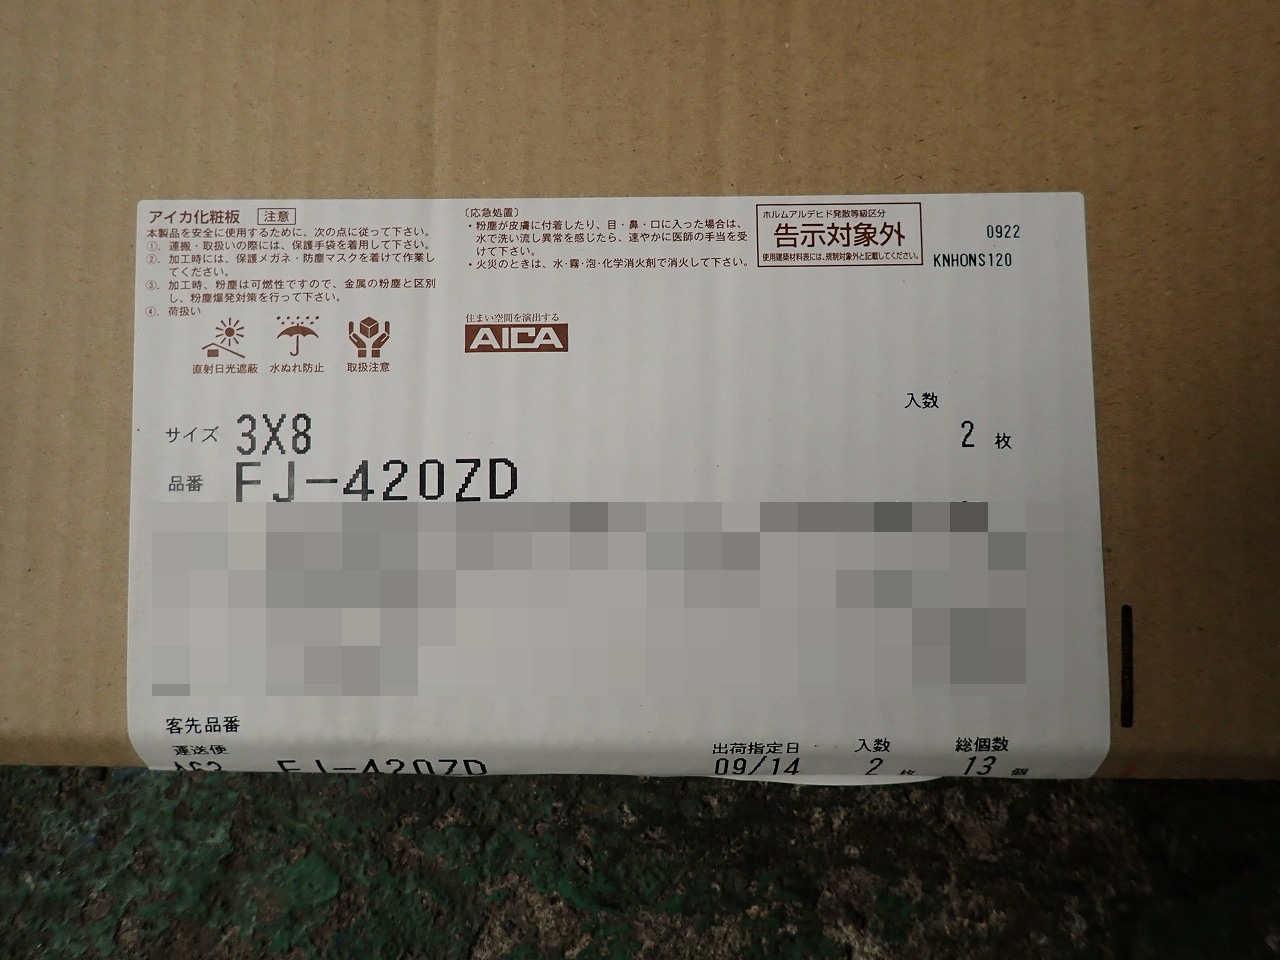 アイカ化粧板 注意
本製品を安全に使用するために、次の点に従って下さい。
①. 運搬・取扱いの際には、保護手袋を着用して下さい。
②. 加工時には、保護メガネ・防塵マスクを着けて作業し
てください。
③. 加工時、粉塵は可燃性ですので、金属の粉塵と区別
し、粉塵爆発対策を行って下さい。
④. 荷扱い
直射日光遮蔽 水ぬれ防止 取扱注意
〔応急処置〕
・粉塵が皮膚に付着したり、目・鼻・口に入った場合は、
水で洗い流し異常を感じたら、速やかに医師の手当を受
けて下さい。
・火災のときは、水・霧・泡・化学消火剤で消火して下さい。
住まい空間を演出する
AICA
ホルムアルデヒド発散等級区分
告示対象外
使用建築材料表には、規制対象外と記載してください。
0922
KNHONS120
入数
2 枚
サイズ 3X8
品番 FJ-420ZD
客先品番
運送便 出荷指定日 入数 総個数
FJ-420ZD 09/14 2 枚 13 個